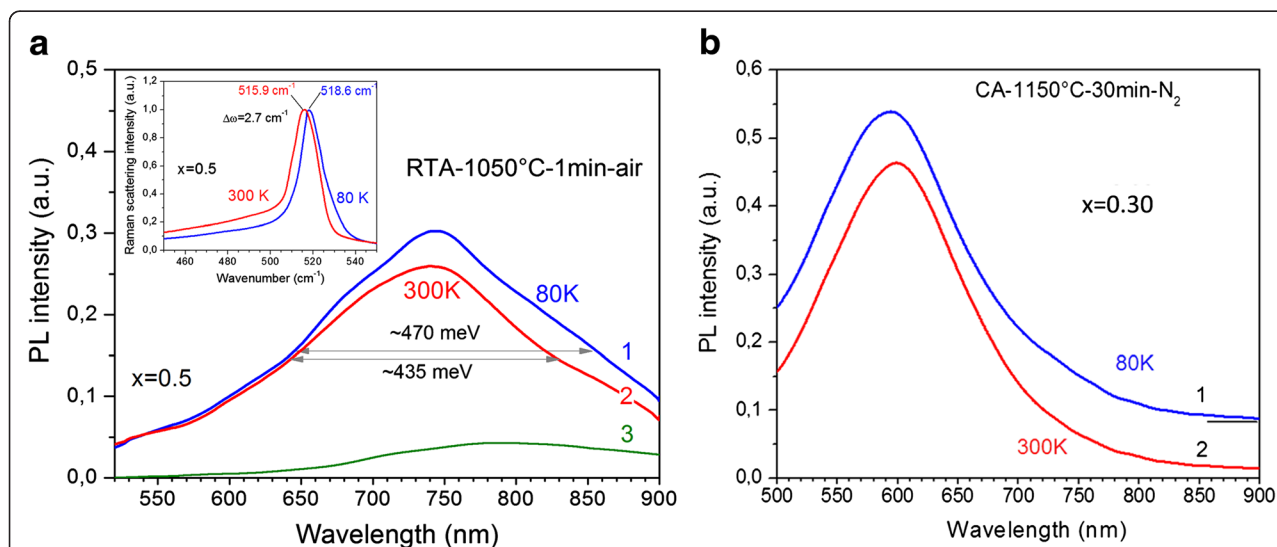 a
0,5
0,4
0,3
0,2
0,1
0,0
PL intensity (a.u.)
550 600 650 700 750 800 850 900
Wavelength (nm)
RTA-1050°C-1min-air
300K
80K
~470 meV
~435 meV
x=0.5
1
2
3
1,2
1,0
0,8
0,6
0,4
0,2
0,0
Raman scattering intensity (a.u.)
515.9 cm-1
518.6 cm-1
Δω=2.7 cm-1
x=0.5
300 K
80 K
460 480 500 520 540
Wavenumber (cm-1)
b
0,6
0,5
0,4
0,3
0,2
0,1
0,0
PL intensity (a.u.)
CA-1150°C-30min-N2
x=0.30
80K
1
300K
2
500 550 600 650 700 750 800 850 900
Wavelength (nm)